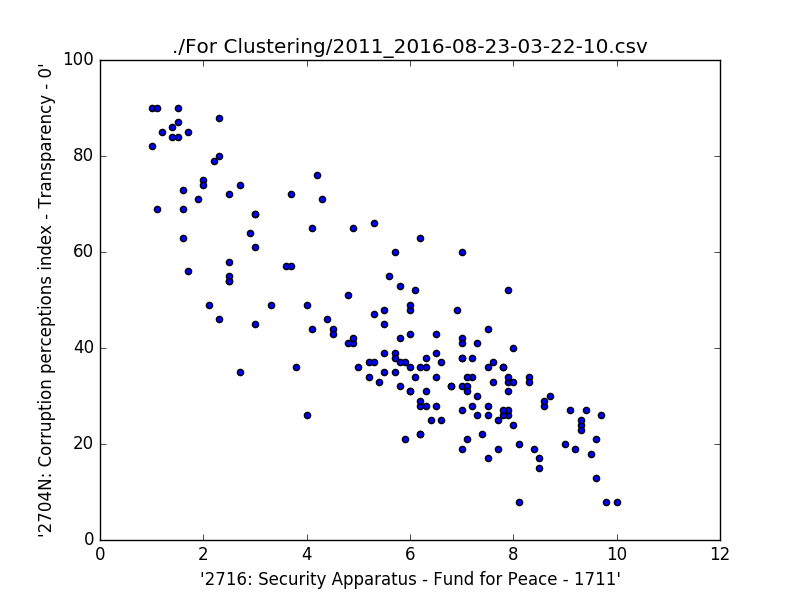 ./For Clustering/2011_2016-08-23-03-22-10.csv
100
80
60
40
20
0
'2704N: Corruption perceptions index - Transparency - 0'
0 2 4 6 8 10 12
'2716: Security Apparatus - Fund for Peace - 1711'